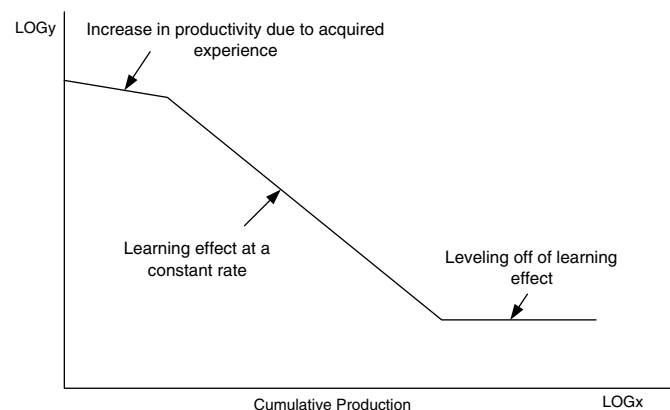 LOGy
Increase in productivity due to acquired
experience
Learning effect at a
constant rate
Leveling off of learning
effect
Cumulative Production
LOGx